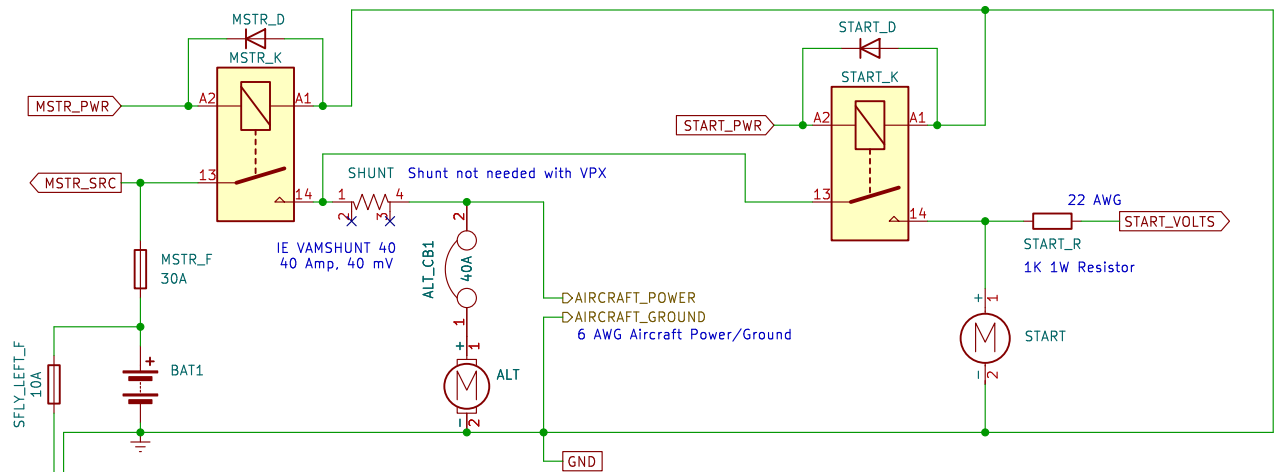 MSTR_D
MSTR_K
MSTR_PWR
A2
A1
MSTR_SRC
13
14
START_D
START_K
START_PWR
A2
A1
13
14
SHUNT
Shunt not needed with VPX
1
4
2
3
IE VAMSHUNT 40
40 Amp, 40 mV
22 AWG
START_VOLTS
START_R
1K 1W Resistor
MSTR_F
30A
2
ALT_CB1
40A
1
AIRCRAFT_POWER
AIRCRAFT_GROUND
6 AWG Aircraft Power/Ground
+
1
M
START
-
2
SFLY_LEFT_F
10A
+
BAT1
+
1
M
ALT
-
2
GND